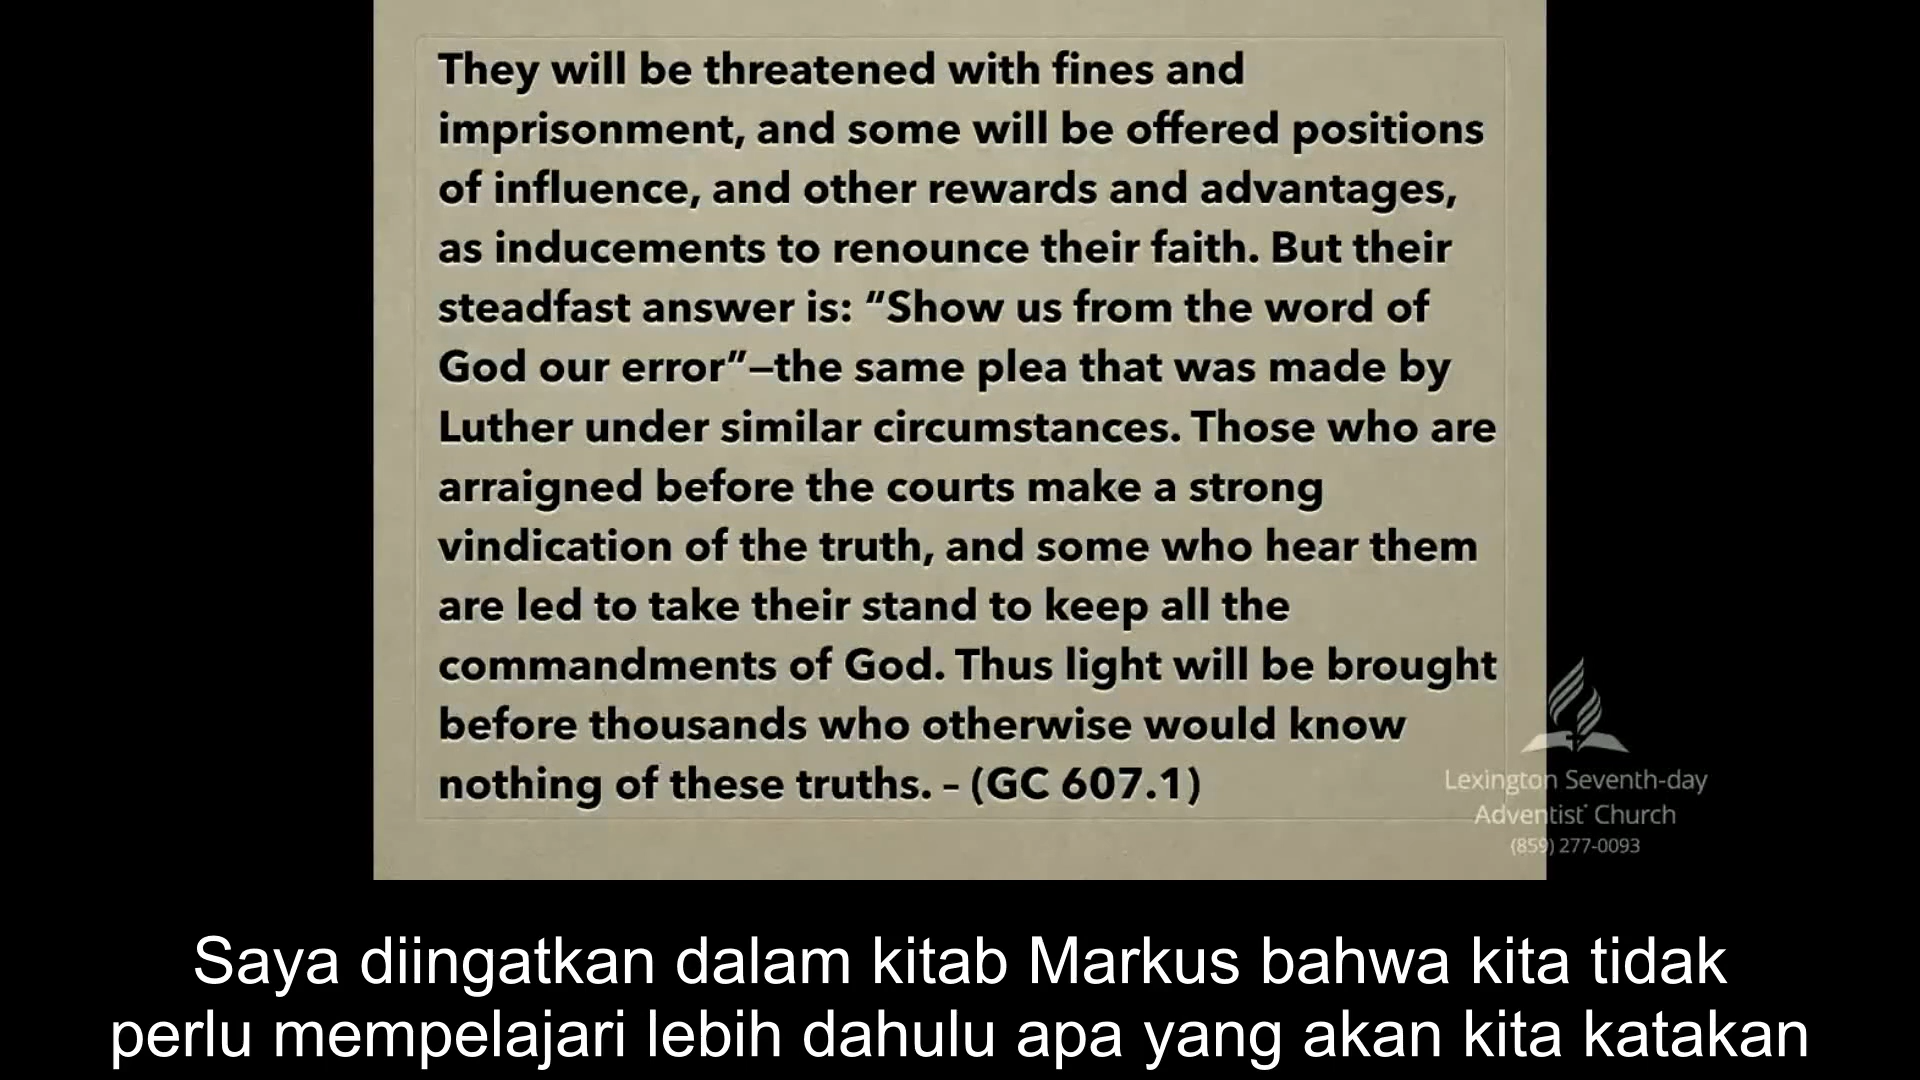 They will be threatened with fines and
imprisonment, and some will be offered positions
of influence, and other rewards and advantages,
as inducements to renounce their faith. But their
steadfast answer is: “Show us from the word of
God our error”—the same plea that was made by
Luther under similar circumstances. Those who are
arraigned before the courts make a strong
vindication of the truth, and some who hear them
are led to take their stand to keep all the
commandments of God. Thus light will be brought
before thousands who otherwise would know
nothing of these truths. – (GC 607.1)
Lexington Seventh-day
Adventist Church
(859) 277-0093
Saya diingatkan dalam kitab Markus bahwa kita tidak
perlu mempelajari lebih dahulu apa yang akan kita katakan